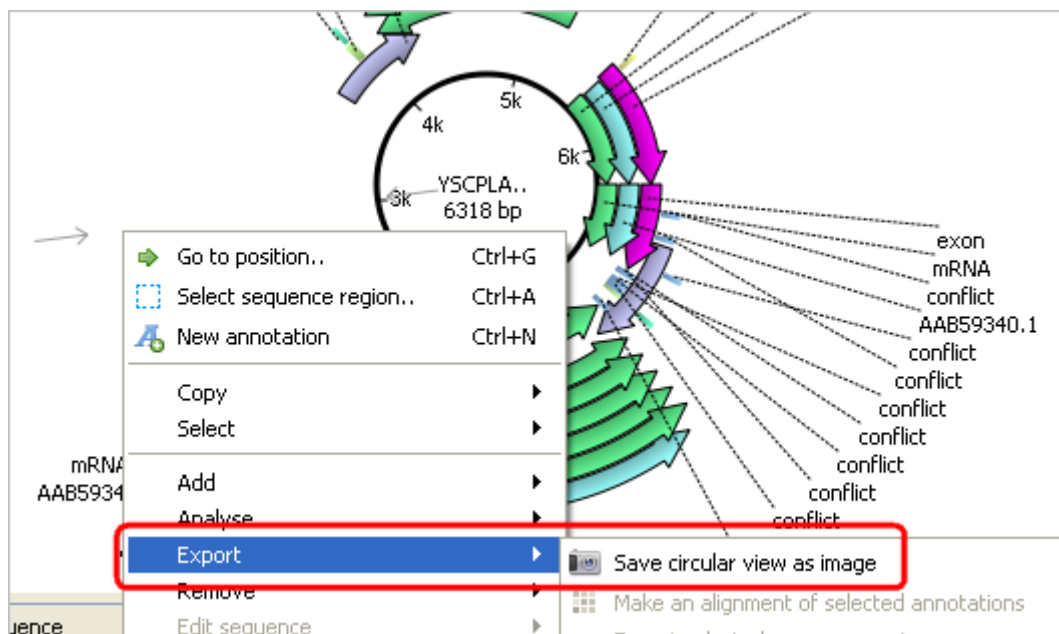 5k
4k
6k
3k
YSCPLA..
6318 bp
exon
mRNA
conflict
AAB59340.1
conflict
conflict
conflict
conflict
conflict
conflict
conflict
mRNA
AAB5934
Go to position.. Ctrl+G
Select sequence region.. Ctrl+A
New annotation Ctrl+N
Copy
Select
Add
Analyse
Export
Save circular view as image
Remove
Make an alignment of selected annotations
Edit sequence
uence